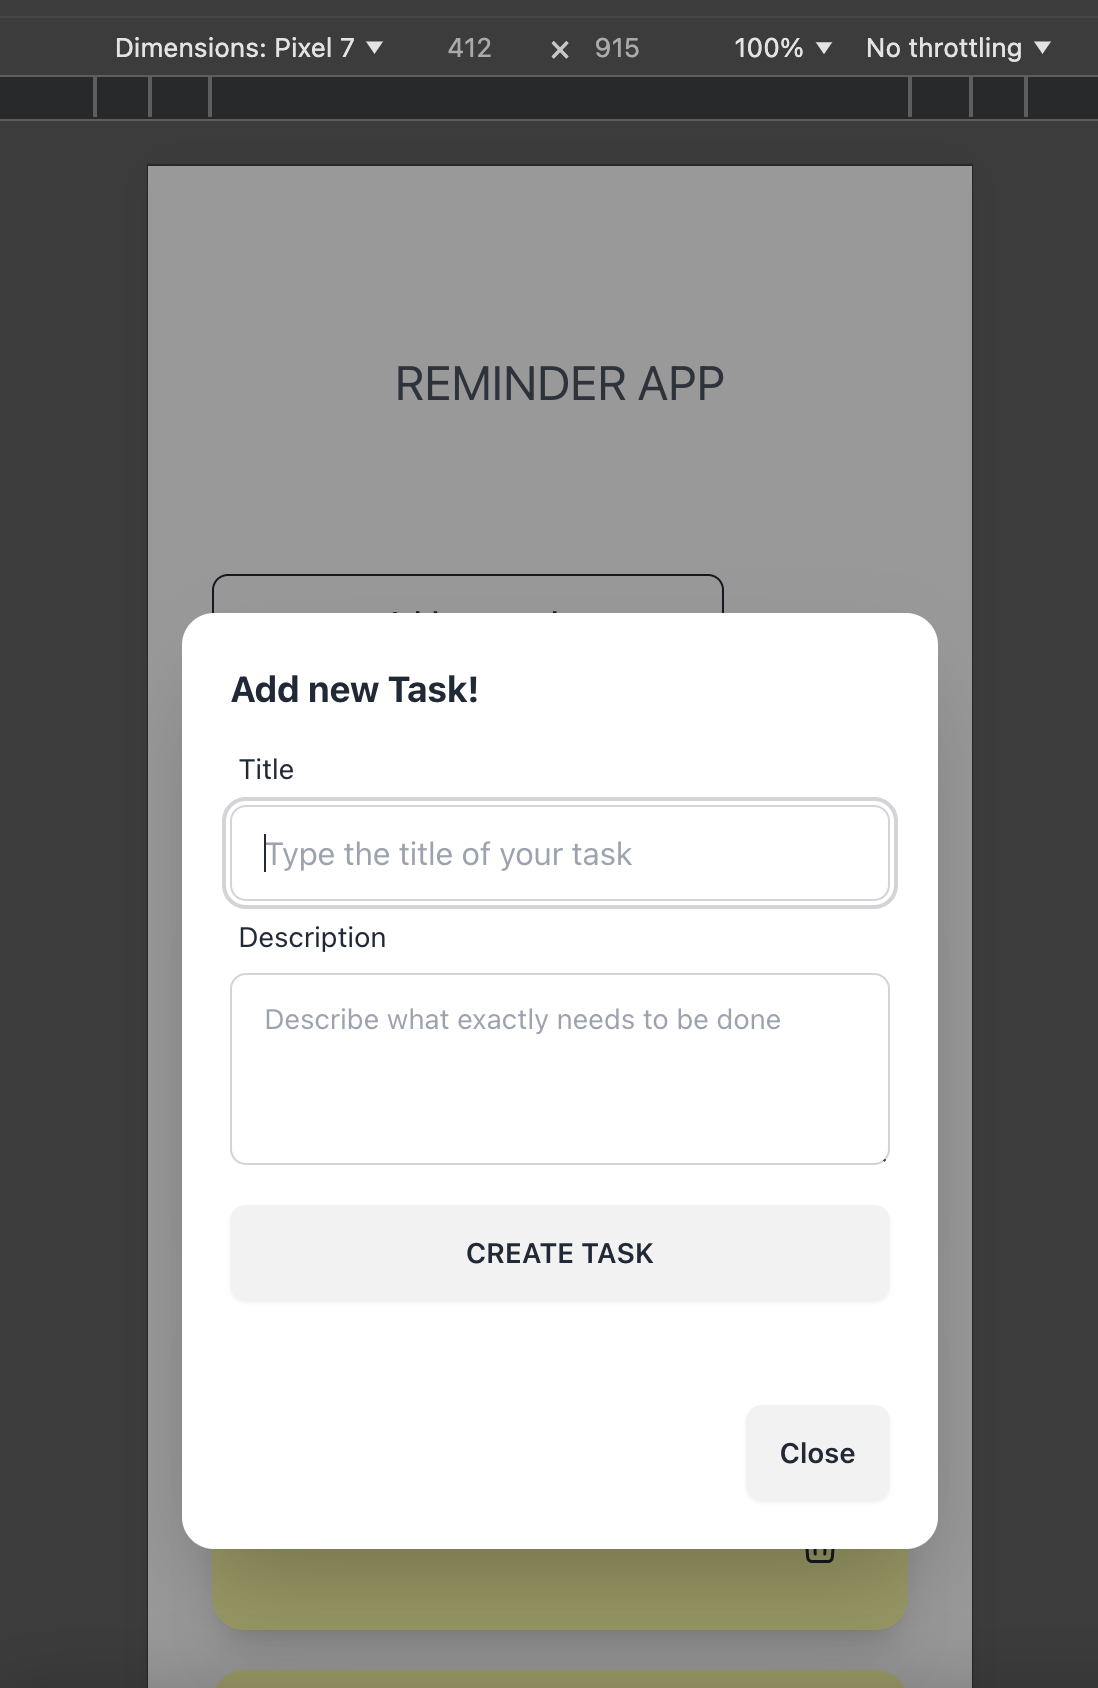 Dimensions: Pixel 7 ▼ 412 × 915 100% ▼ No throttling ▼
REMINDER APP
Add new Task!
Title
Type the title of your task
Description
Describe what exactly needs to be done
CREATE TASK
Close